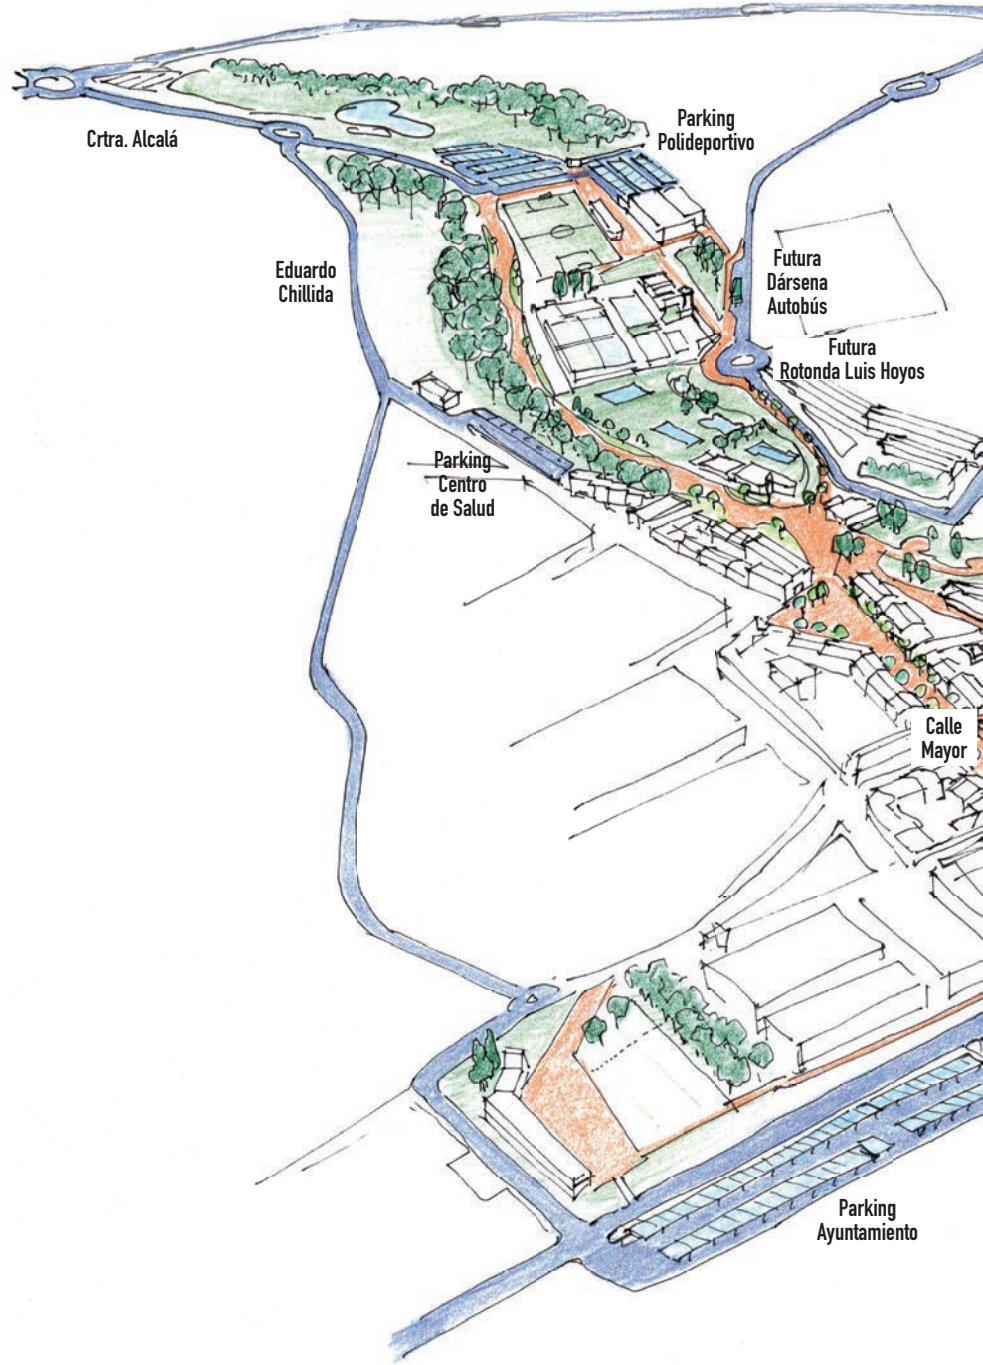 Parking
Polideportivo
Crtra. Alcalá
Eduardo
Chillida
Futura
Dársena
Autobús
Futura
Rotonda Luis Hoyos
Parking
Centro
de Salud
Calle
Mayor
Parking
Ayuntamiento